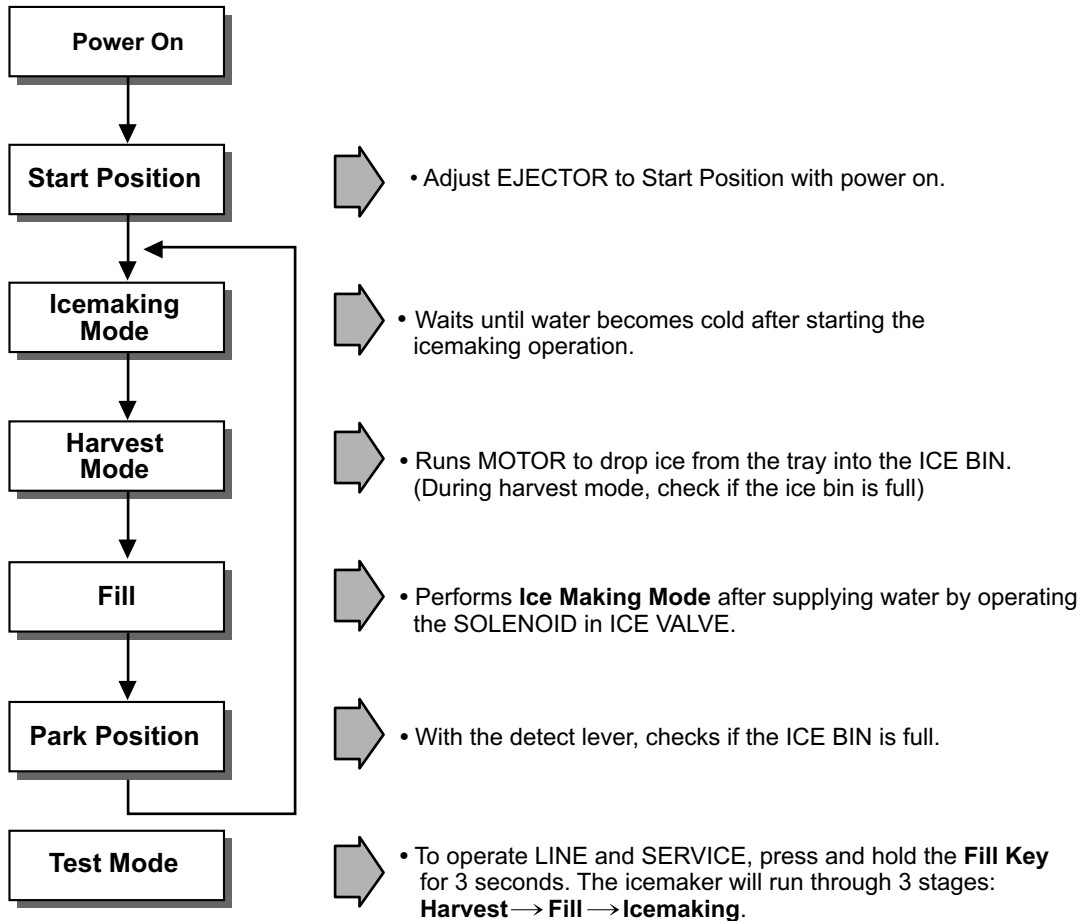 Power On
Start Position
• Adjust EJECTOR to Start Position with power on.
Icemaking
Mode
• Waits until water becomes cold after starting the
icemaking operation.
Harvest
Mode
• Runs MOTOR to drop ice from the tray into the ICE BIN.
(During harvest mode, check if the ice bin is full)
Fill
• Performs Ice Making Mode after supplying water by operating
the SOLENOID in ICE VALVE.
Park Position
• With the detect lever, checks if the ICE BIN is full.
Test Mode
• To operate LINE and SERVICE, press and hold the Fill Key
for 3 seconds. The icemaker will run through 3 stages:
Harvest → Fill → Icemaking.